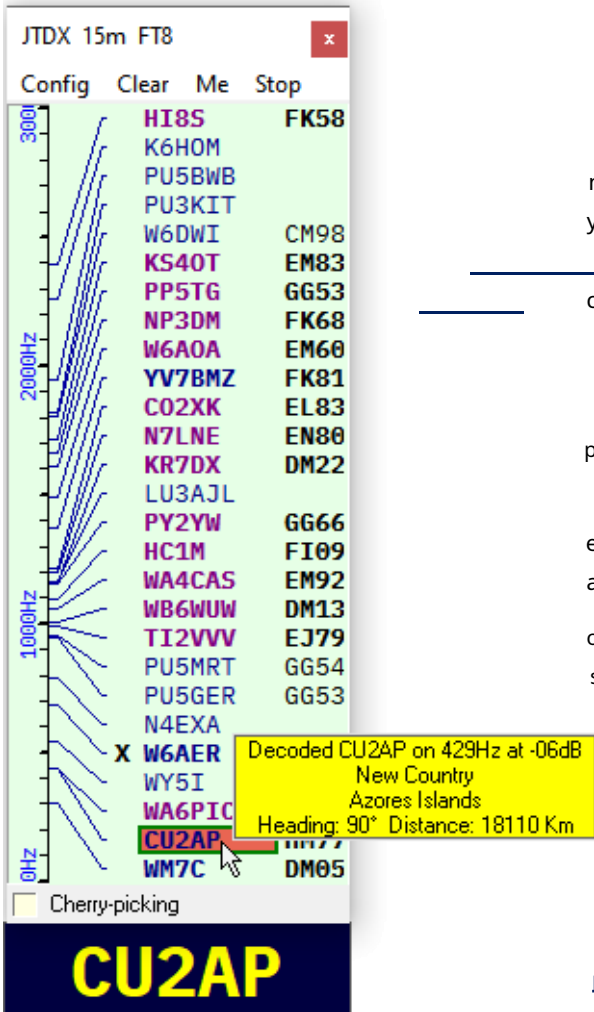 JTDX 15m FT8 x
Config Clear Me Stop
HI8S FK58
K6HOM
PU5BWB
PU3KIT
W6DWI CM98
KS4OT EM83
PP5TG GG53
NP3DM FK68
W6AOA EM60
YV7BMZ FK81
2000Hz
CO2XK EL83
N7LNE EN80
KR7DX DM22
LU3AJL
PY2YW GG66
HC1M FI09
WA4CAS EM92
WB6WUW DM13
1000Hz
TI2VVV EJ79
PU5MRT GG54
PU5GER GG53
N4EXA
X W6AER
Decoded CU2AP on 429Hz at -06dB
New Country
Azores Islands
Heading: 90° Distance: 18110 Km
WY5I
WA6PIC
CU2AP
WM7C DM05
0Hz
Cherry-picking
CU2AP